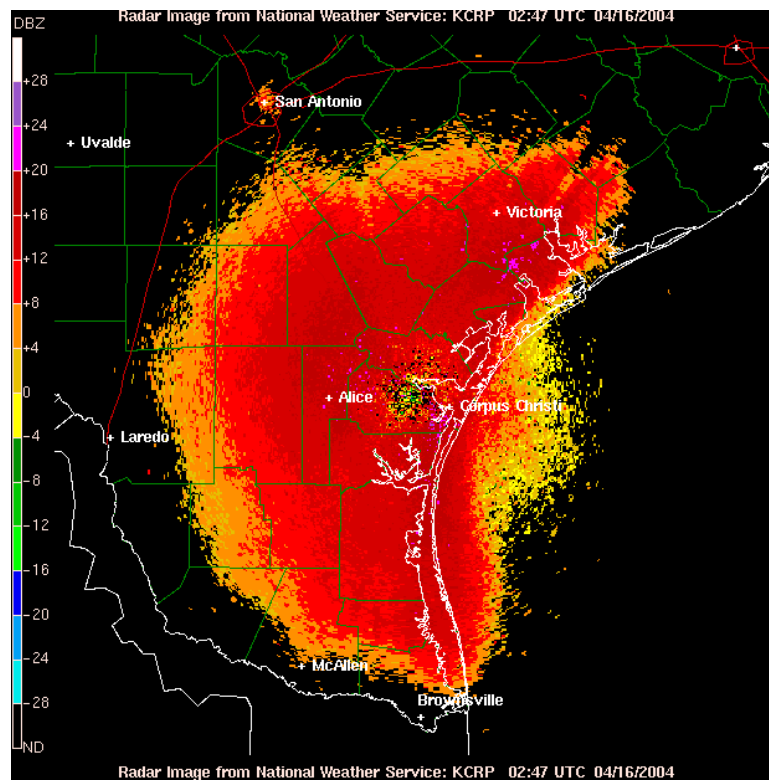 Radar Image from National Weather Service: KCRP 02:47 UTC 04/16/2004
DBZ
+28
+24
+20
+16
+12
+8
+4
0
-4
-8
-12
-16
-20
-24
-28
ND
San Antonio
Uvalde
Victoria
Alice
Corpus Christi
Laredo
McAllen
Brownsville
Radar Image from National Weather Service: KCRP 02:47 UTC 04/16/2004